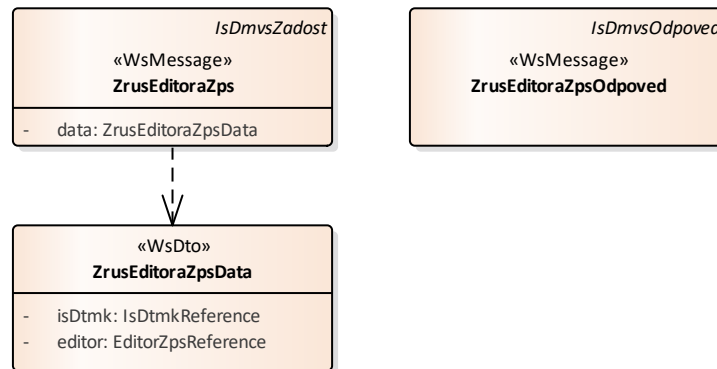 IsDmvsZadost
«WsMessage»
ZrusEditoraZps
- data: ZrusEditoraZpsData
IsDmvsOdpoved
«WsMessage»
ZrusEditoraZpsOdpoved
«WsDto»
ZrusEditoraZpsData
- isDtmk: IsDtmkReference
- editor: EditorZpsReference